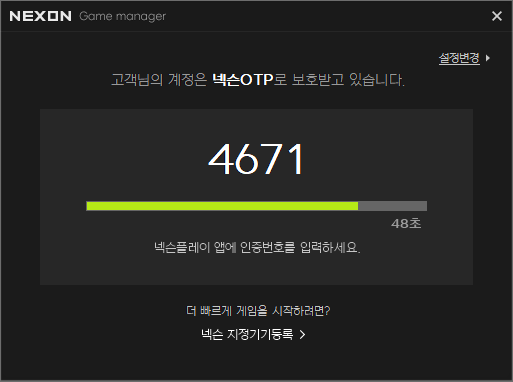 NEXON Game manager
설정변경
고객님의 계정은 넥슨OTP로 보호받고 있습니다.
4671
48초
넥슨플레이 앱에 인증번호를 입력하세요.
더 빠르게 게임을 시작하려면?
넥슨 지정기기등록 >